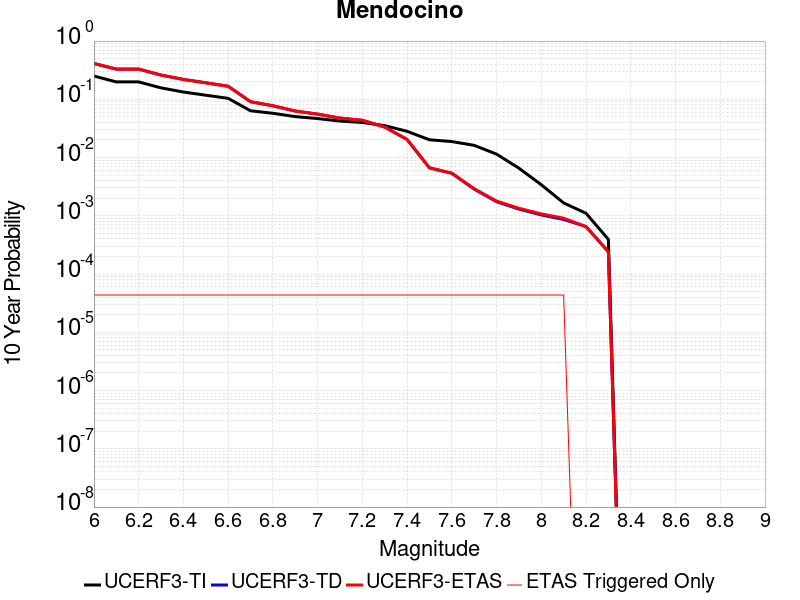 Mendocino
10^0
10^-1
10^-2
10^-3
10^-4
10^-5
10^-6
10^-7
10^-8
10 Year Probability
6 6.2 6.4 6.6 6.8 7 7.2 7.4 7.6 7.8 8 8.2 8.4 8.6 8.8 9
Magnitude
UCERF3-TI UCERF3-TD UCERF3-ETAS ETAS Triggered Only